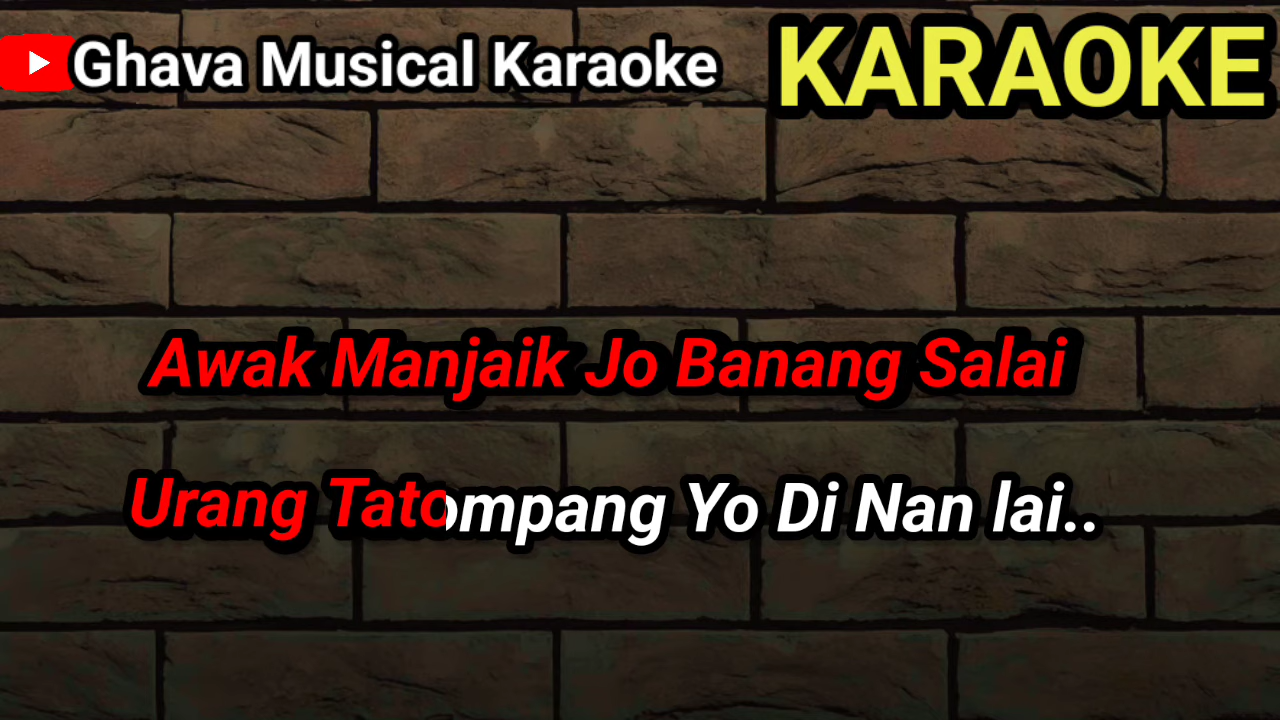 Ghava Musical Karaoke
KARAOKE
Awak Manjaik Jo Banang Salai
Urang Tatompang Yo Di Nan lai..